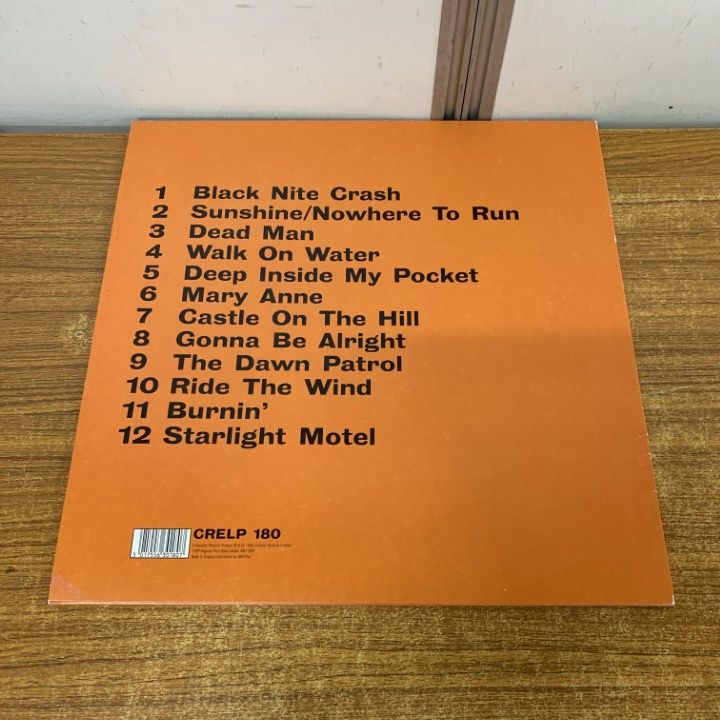 1 Black Nite Crash
2 Sunshine/Nowhere To Run
3 Dead Man
4 Walk On Water
5 Deep Inside My Pocket
6 Mary Anne
7 Castle On The Hill
8 Gonna Be Alright
9 The Dawn Patrol
10 Ride The Wind
11 Burnin'
12 Starlight Motel
CRELP 180